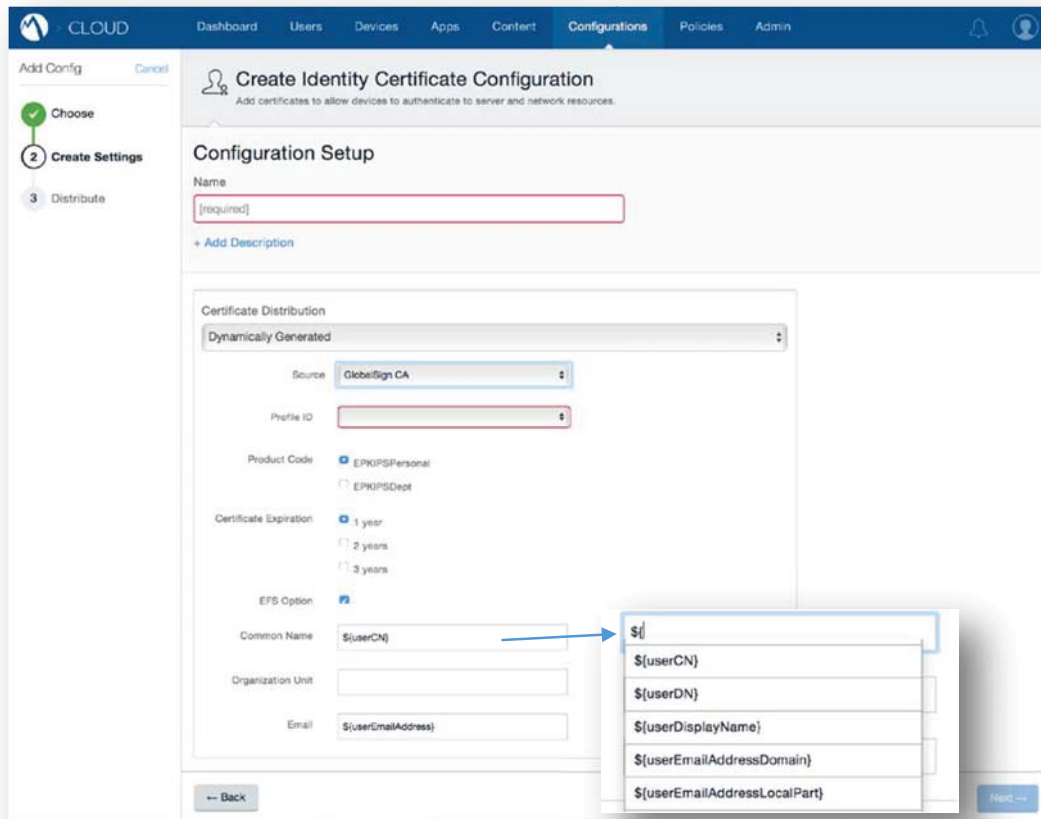 CLOUD Dashboard Users Devices Apps Content Configurations Policies Admin
Add Config Cancel
Choose
2 Create Settings
3 Distribute
Create Identity Certificate Configuration
Add certificates to allow devices to authenticate to server and network resources.
Configuration Setup
Name
[required]
+ Add Description
Certificate Distribution
Dynamically Generated
Source GlobalSign CA
Profile ID
Product Code EPKIPSPersonal
EPKIPSDept
Certificate Expiration 1 year
2 years
3 years
EFS Option
Common Name ${userCN}
Organization Unit
Email ${userEmailAddress}
${
${userCN}
${userDN}
${userDisplayName}
${userEmailAddressDomain}
${userEmailAddressLocalPart}
← Back Next →